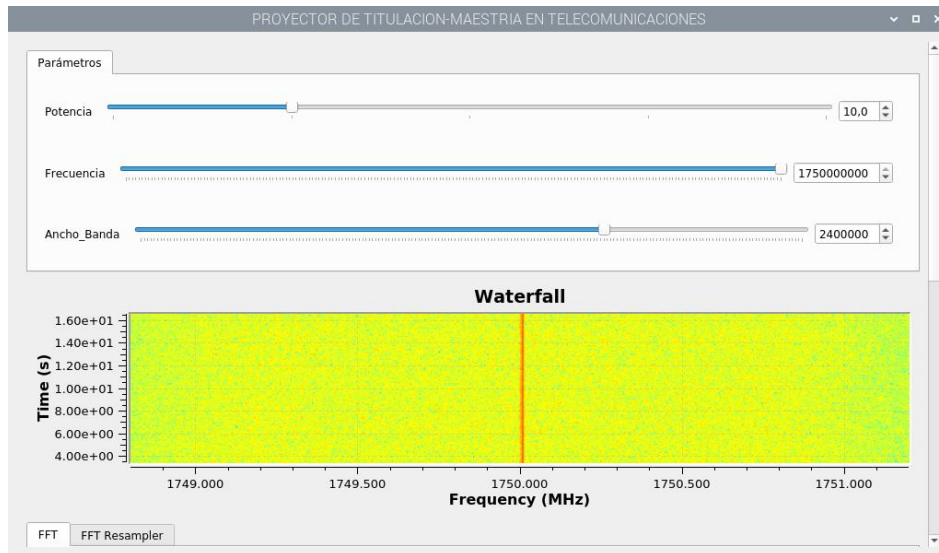 PROYECTOR DE TITULACION-MAESTRIA EN TELECOMUNICACIONES
Parámetros
Potencia 10,0
Frecuencia 1750000000
Ancho_Banda 2400000
Waterfall
Time (s)
1.60e+01
1.40e+01
1.20e+01
1.00e+01
8.00e+00
6.00e+00
4.00e+00
1749.000 1749.500 1750.000 1750.500 1751.000
Frequency (MHz)
FFT FFT Resampler